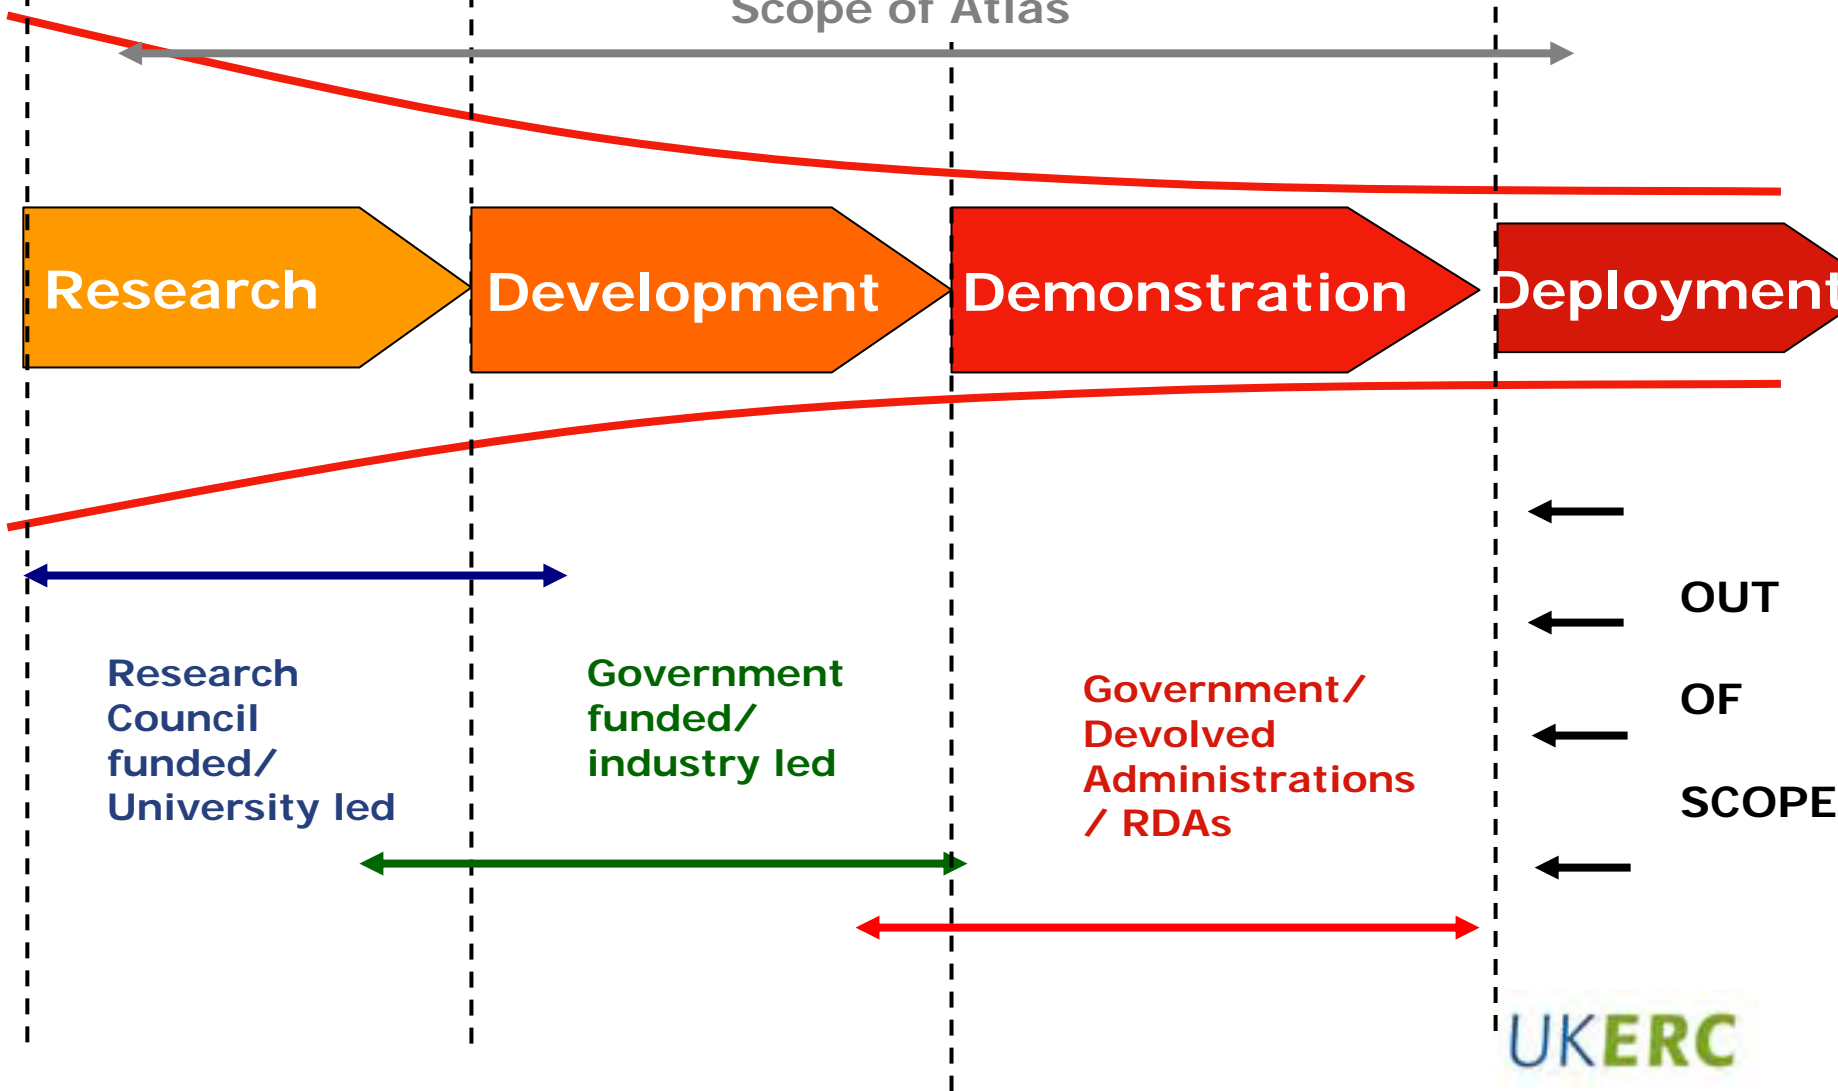 Scope of Atlas
Research
Development
Demonstration
Deployment
Research
Council
funded/
University led
Government
funded/
industry led
Government/
Devolved
Administrations
/ RDAs
OUT
OF
SCOPE
UKERC